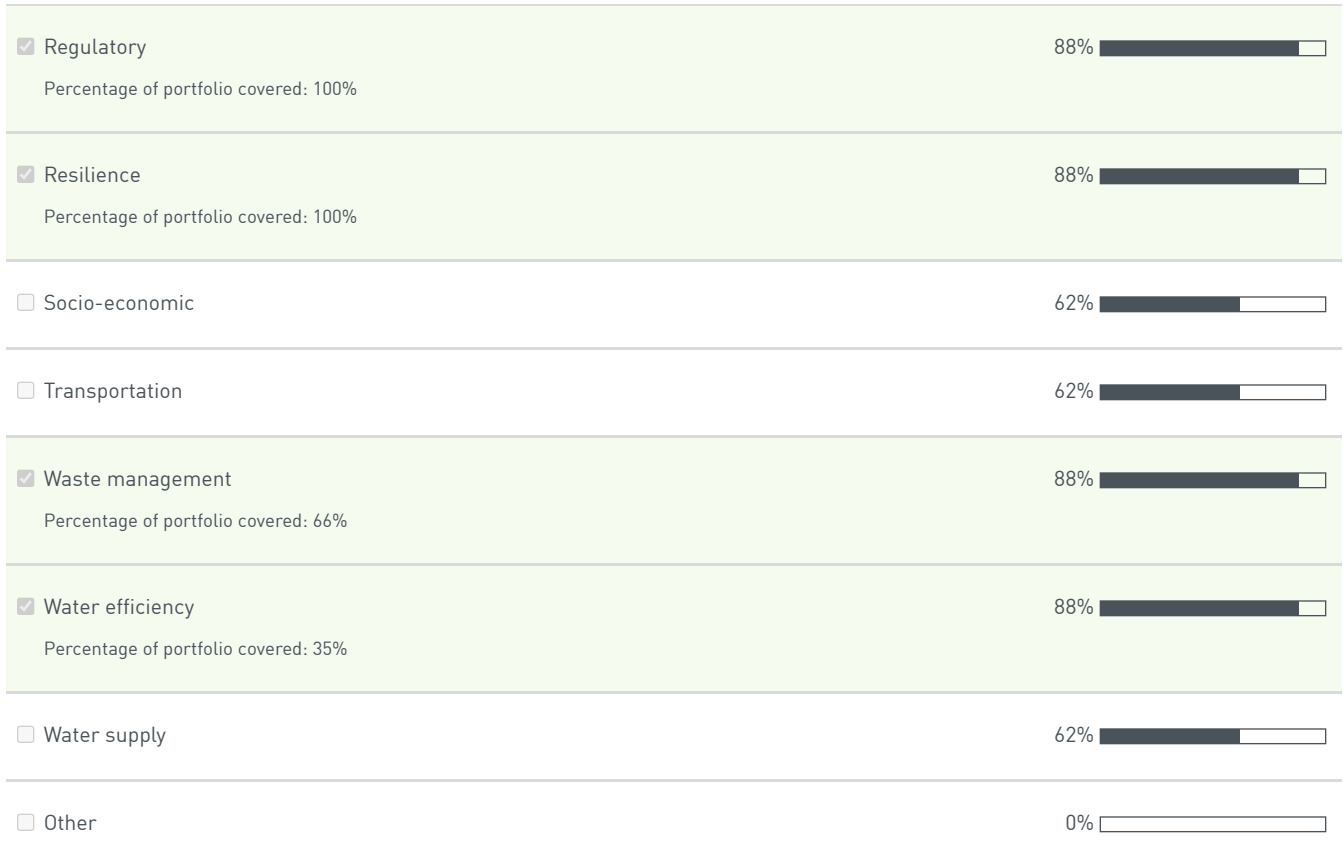 Regulatory 88%
Percentage of portfolio covered: 100%
Resilience 88%
Percentage of portfolio covered: 100%
Socio-economic 62%
Transportation 62%
Waste management 88%
Percentage of portfolio covered: 66%
Water efficiency 88%
Percentage of portfolio covered: 35%
Water supply 62%
Other 0%